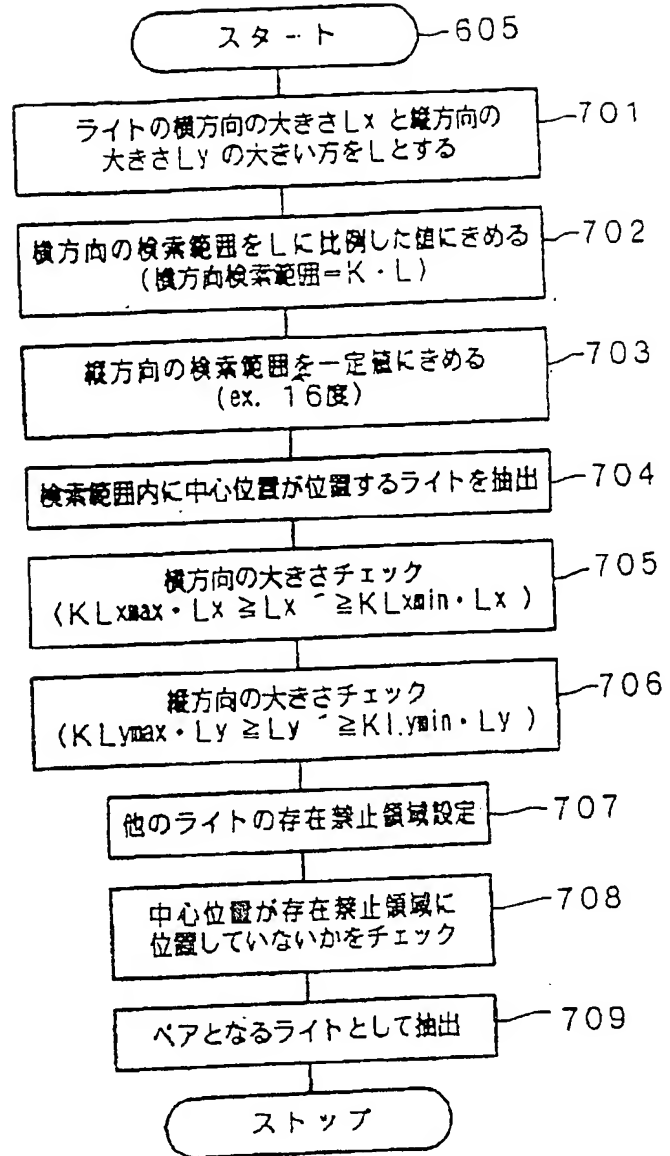 スタート
605
ライトの横方向の大きさLxと縦方向の
大きさLyの大きい方をLとする
701
横方向の検索範囲をLに比例した値にきめる
(横方向検索範囲=K・L)
702
縦方向の検索範囲を一定値にきめる
(ex. 16度)
703
検索範囲内に中心位置が位置するライトを抽出
704
横方向の大きさチェック
(KLxmax・Lx≧Lx´≧KLxmin・Lx)
705
縦方向の大きさチェック
(KLymax・Ly≧Ly´≧KLymin・Ly)
706
他のライトの存在禁止領域設定
707
中心位置が存在禁止領域に
位置していないかをチェック
708
ペアとなるライトとして抽出
709
ストップ